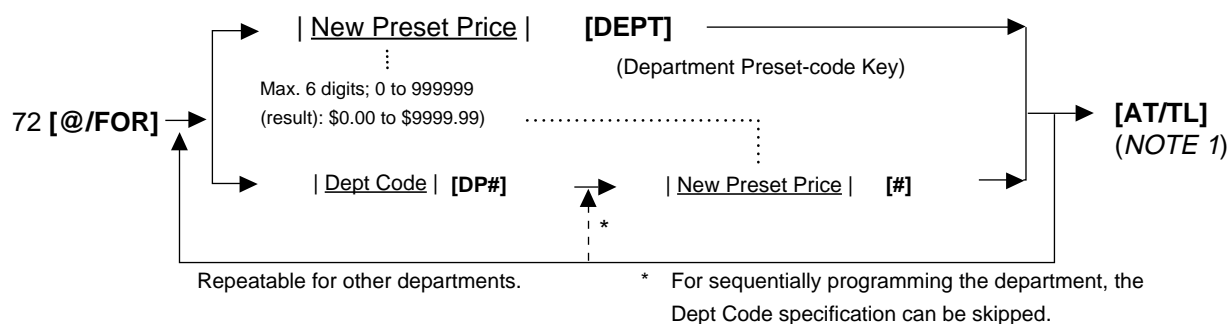 | New Preset Price | [DEPT]
(Department Preset-code Key)
Max. 6 digits; 0 to 999999
(result): $0.00 to $9999.99)
72 [@/FOR]
[AT/TL]
(NOTE 1)
| Dept Code | [DP#] | New Preset Price | [#]
*
Repeatable for other departments.
* For sequentially programming the department, the
Dept Code specification can be skipped.